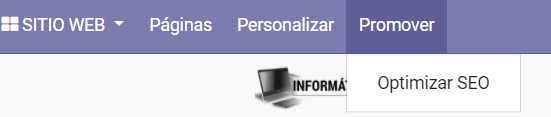 SITIO WEB Páginas Personalizar Promover
Optimizar SEO